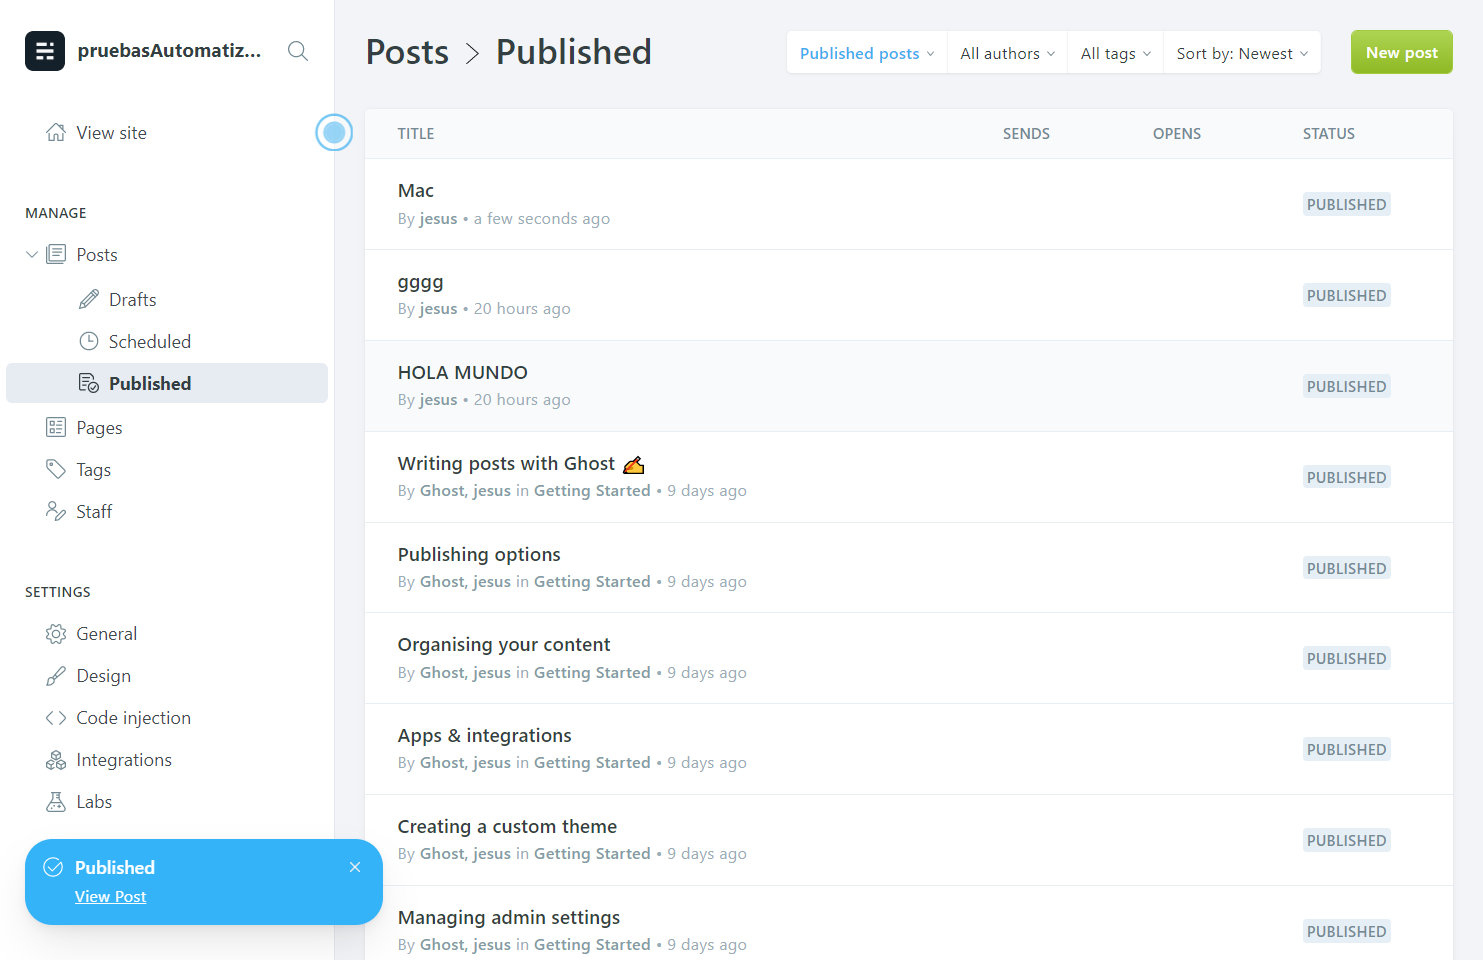 pruebasAutomatiz...
View site
MANAGE
Posts
Drafts
Scheduled
Published
Pages
Tags
Staff
SETTINGS
General
Design
Code injection
Integrations
Labs
Published
View Post
Posts > Published
Published posts
All authors
All tags
Sort by: Newest
New post
TITLE SENDS OPENS STATUS
Mac
By jesus • a few seconds ago
PUBLISHED
gggg
By jesus • 20 hours ago
PUBLISHED
HOLA MUNDO
By jesus • 20 hours ago
PUBLISHED
Writing posts with Ghost ✍️
By Ghost, jesus in Getting Started • 9 days ago
PUBLISHED
Publishing options
By Ghost, jesus in Getting Started • 9 days ago
PUBLISHED
Organising your content
By Ghost, jesus in Getting Started • 9 days ago
PUBLISHED
Apps & integrations
By Ghost, jesus in Getting Started • 9 days ago
PUBLISHED
Creating a custom theme
By Ghost, jesus in Getting Started • 9 days ago
PUBLISHED
Managing admin settings
By Ghost, jesus in Getting Started • 9 days ago
PUBLISHED